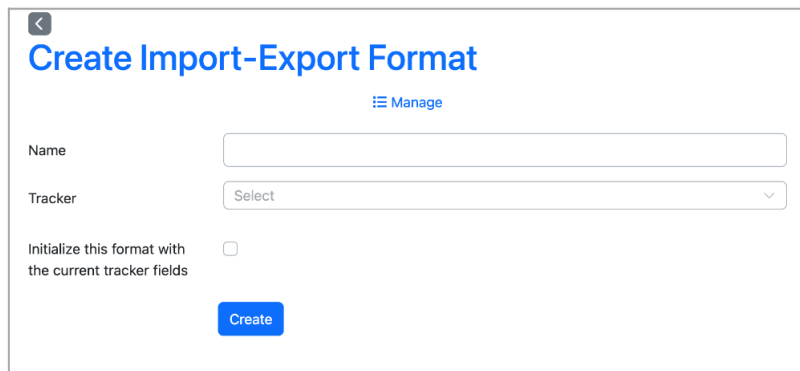 Create Import-Export Format
Manage
Name
Tracker
Select
Initialize this format with
the current tracker fields
Create